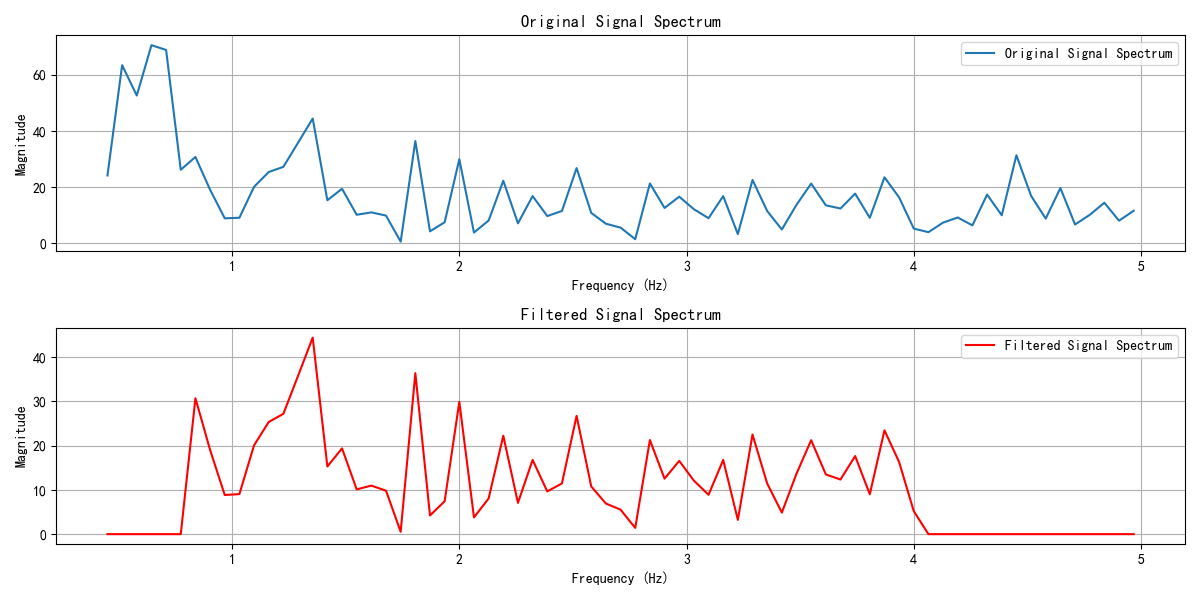 Original Signal Spectrum
Original Signal Spectrum
Magnitude
60
40
20
0
1 2 3 4 5
Frequency (Hz)
Filtered Signal Spectrum
Filtered Signal Spectrum
Magnitude
40
30
20
10
0
1 2 3 4 5
Frequency (Hz)